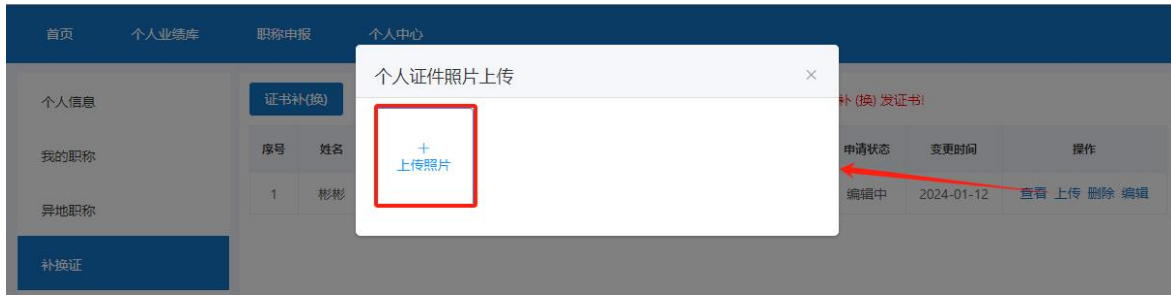 首页 个人业绩库 职称申报 个人中心
个人证件照片上传 ×
个人信息 证书补(换) 补 (换) 发证书!
我的职称 序号 姓名 + 申请状态 变更时间 操作
上传照片
异地职称 1 彬彬 编辑中 2024-01-12 查看 上传 删除 编辑
补换证